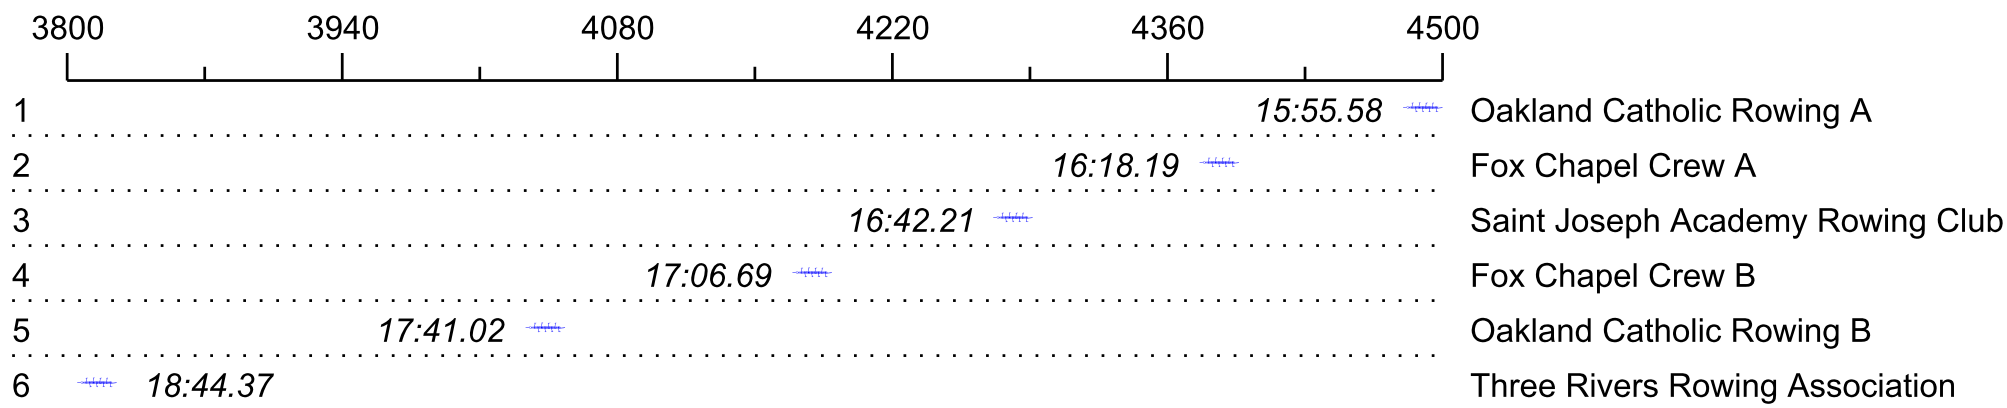 3800 3940 4080 4220 4360 4500
1 15:55.58 Oakland Catholic Rowing A
2 16:18.19 Fox Chapel Crew A
3 16:42.21 Saint Joseph Academy Rowing Club
4 17:06.69 Fox Chapel Crew B
5 17:41.02 Oakland Catholic Rowing B
6 18:44.37 Three Rivers Rowing Association